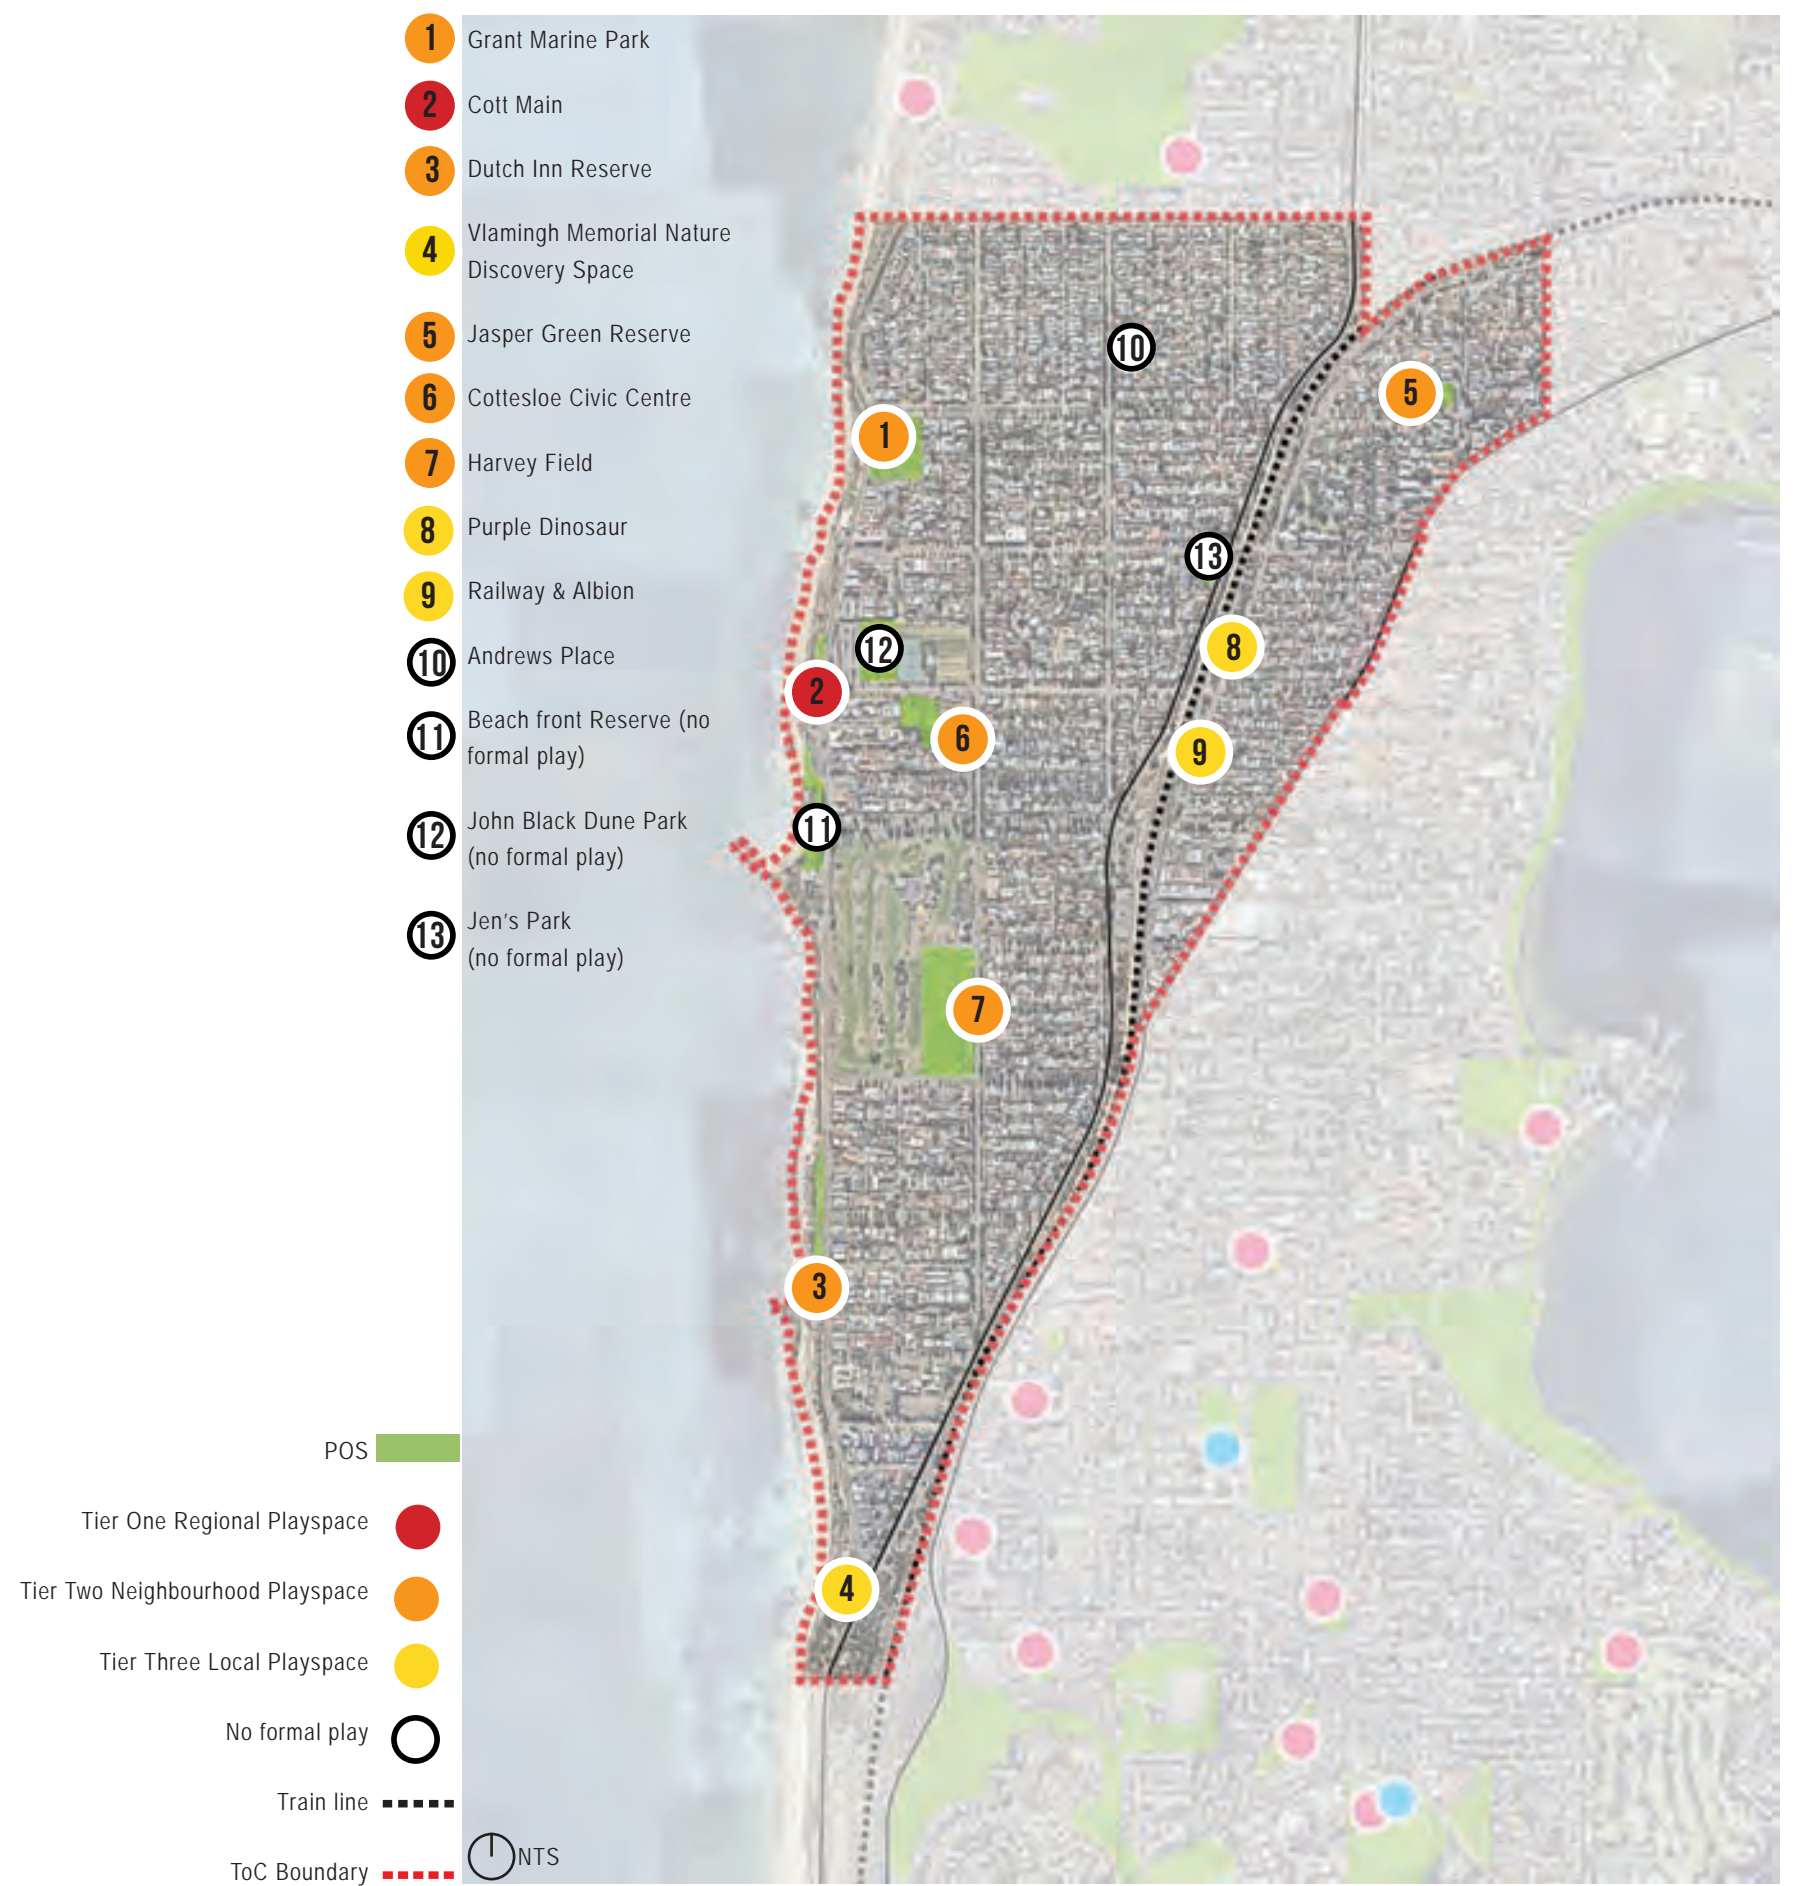 1 Grant Marine Park
2 Cott Main
3 Dutch Inn Reserve
4 Vlamingh Memorial Nature
Discovery Space
5 Jasper Green Reserve
6 Cottesloe Civic Centre
7 Harvey Field
8 Purple Dinosaur
9 Railway & Albion
10 Andrews Place
11 Beach front Reserve (no
formal play)
12 John Black Dune Park
(no formal play)
13 Jen's Park
(no formal play)
10
5
1
13
8
12
2
6
9
11
7
3
4
POS
Tier One Regional Playspace
Tier Two Neighbourhood Playspace
Tier Three Local Playspace
No formal play
Train line
ToC Boundary
NTS